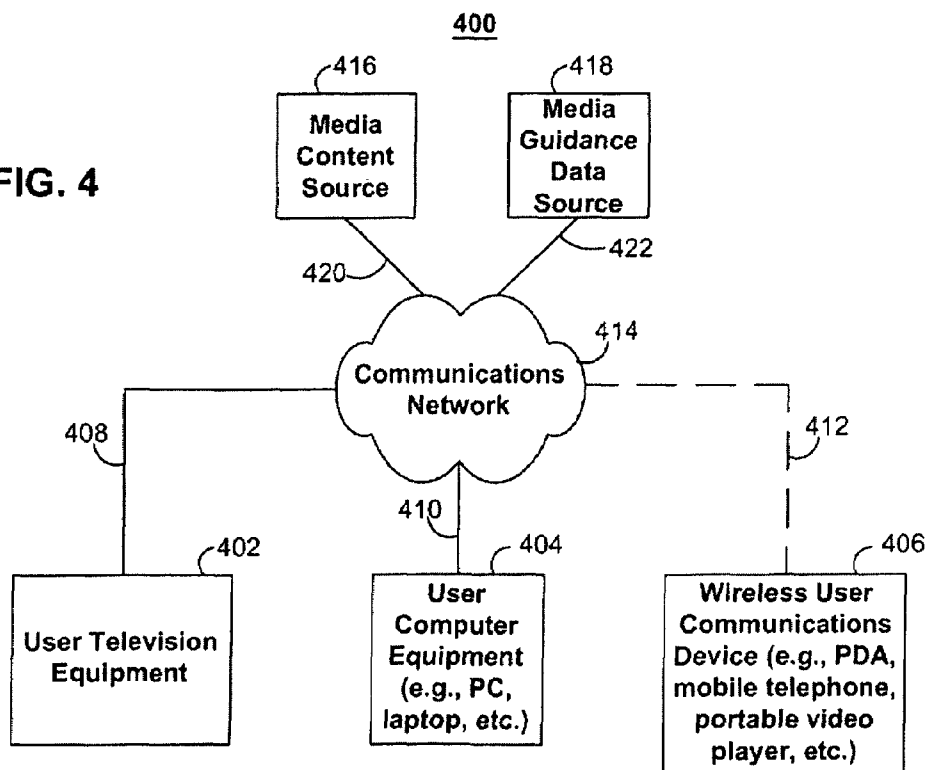 400
416
418
Media
Content
Source
Media
Guidance
Data
Source
FIG. 4
420
422
414
Communications
Network
408
412
410
402
404
406
User Television
Equipment
User
Computer
Equipment
(e.g., PC,
laptop, etc.)
Wireless User
Communications
Device (e.g., PDA,
mobile telephone,
portable video
player, etc.)